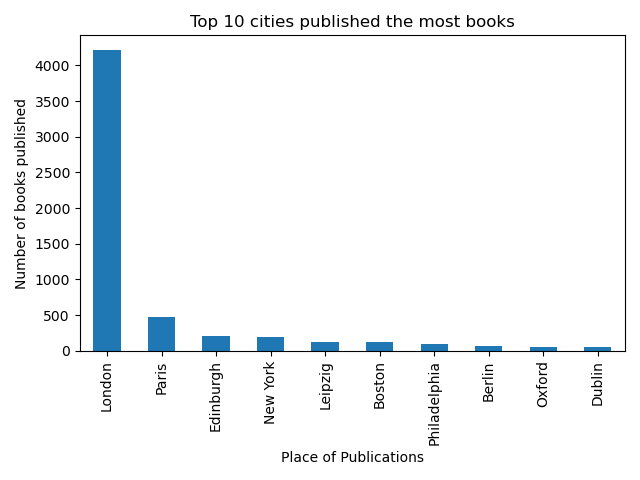 Top 10 cities published the most books
Number of books published
4000
3500
3000
2500
2000
1500
1000
500
0
London
Paris
Edinburgh
New York
Leipzig
Boston
Philadelphia
Berlin
Oxford
Dublin
Place of Publications